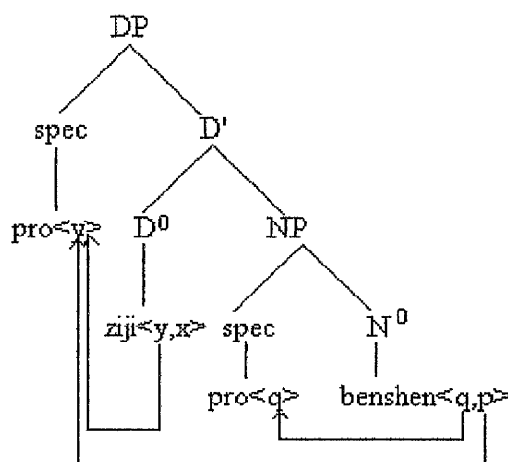 DP
spec D'
pro<y> D⁰ NP
ziji<y,x> spec N⁰
pro<q> benshen<q,p>